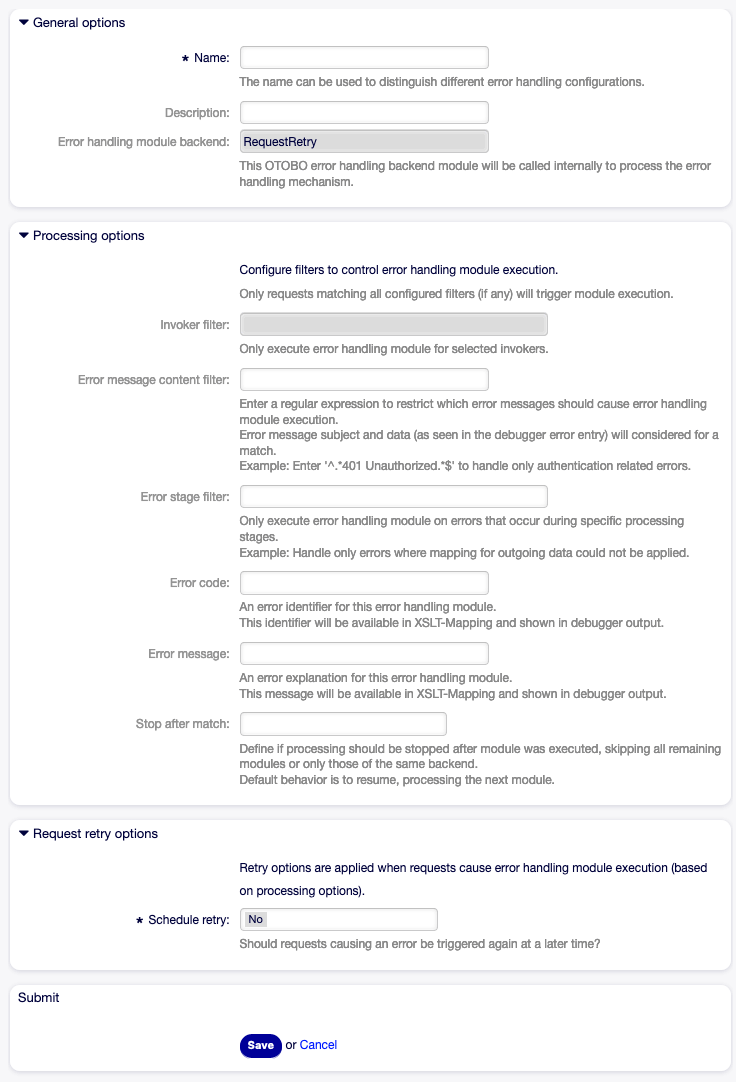 General options
★ Name:
The name can be used to distinguish different error handling configurations.
Description:
Error handling module backend: RequestRetry
This OTOBO error handling backend module will be called internally to process the error
handling mechanism.
Processing options
Configure filters to control error handling module execution.
Only requests matching all configured filters (if any) will trigger module execution.
Invoker filter:
Only execute error handling module for selected invokers.
Error message content filter:
Enter a regular expression to restrict which error messages should cause error handling
module execution.
Error message subject and data (as seen in the debugger error entry) will considered for a
match.
Example: Enter '^.*401 Unauthorized.*$' to handle only authentication related errors.
Error stage filter:
Only execute error handling module on errors that occur during specific processing
stages.
Example: Handle only errors where mapping for outgoing data could not be applied.
Error code:
An error identifier for this error handling module.
This identifier will be available in XSLT-Mapping and shown in debugger output.
Error message:
An error explanation for this error handling module.
This message will be available in XSLT-Mapping and shown in debugger output.
Stop after match:
Define if processing should be stopped after module was executed, skipping all remaining
modules or only those of the same backend.
Default behavior is to resume, processing the next module.
Request retry options
Retry options are applied when requests cause error handling module execution (based
on processing options).
★ Schedule retry: No
Should requests causing an error be triggered again at a later time?
Submit
Save or Cancel